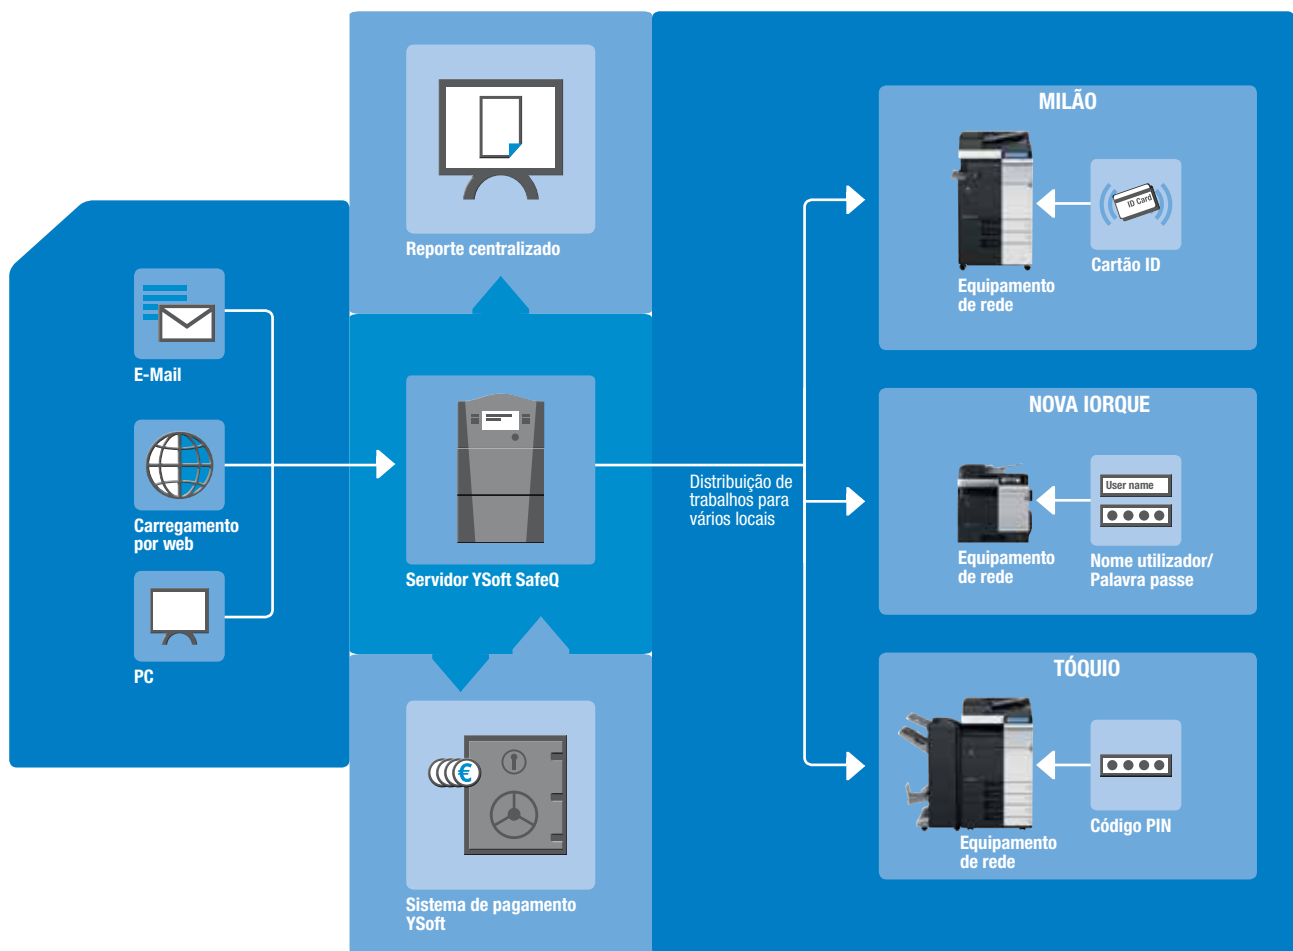 E-Mail
Carregamento
por web
PC
Reporte centralizado
Servidor YSoft SafeQ
€
Sistema de pagamento
YSoft
Distribuição de
trabalhos para
vários locais
MILÃO
ID Card
Equipamento
de rede
Cartão ID
NOVA IORQUE
User name
Equipamento
de rede
Nome utilizador/
Palavra passe
TÓQUIO
Equipamento
de rede
Código PIN